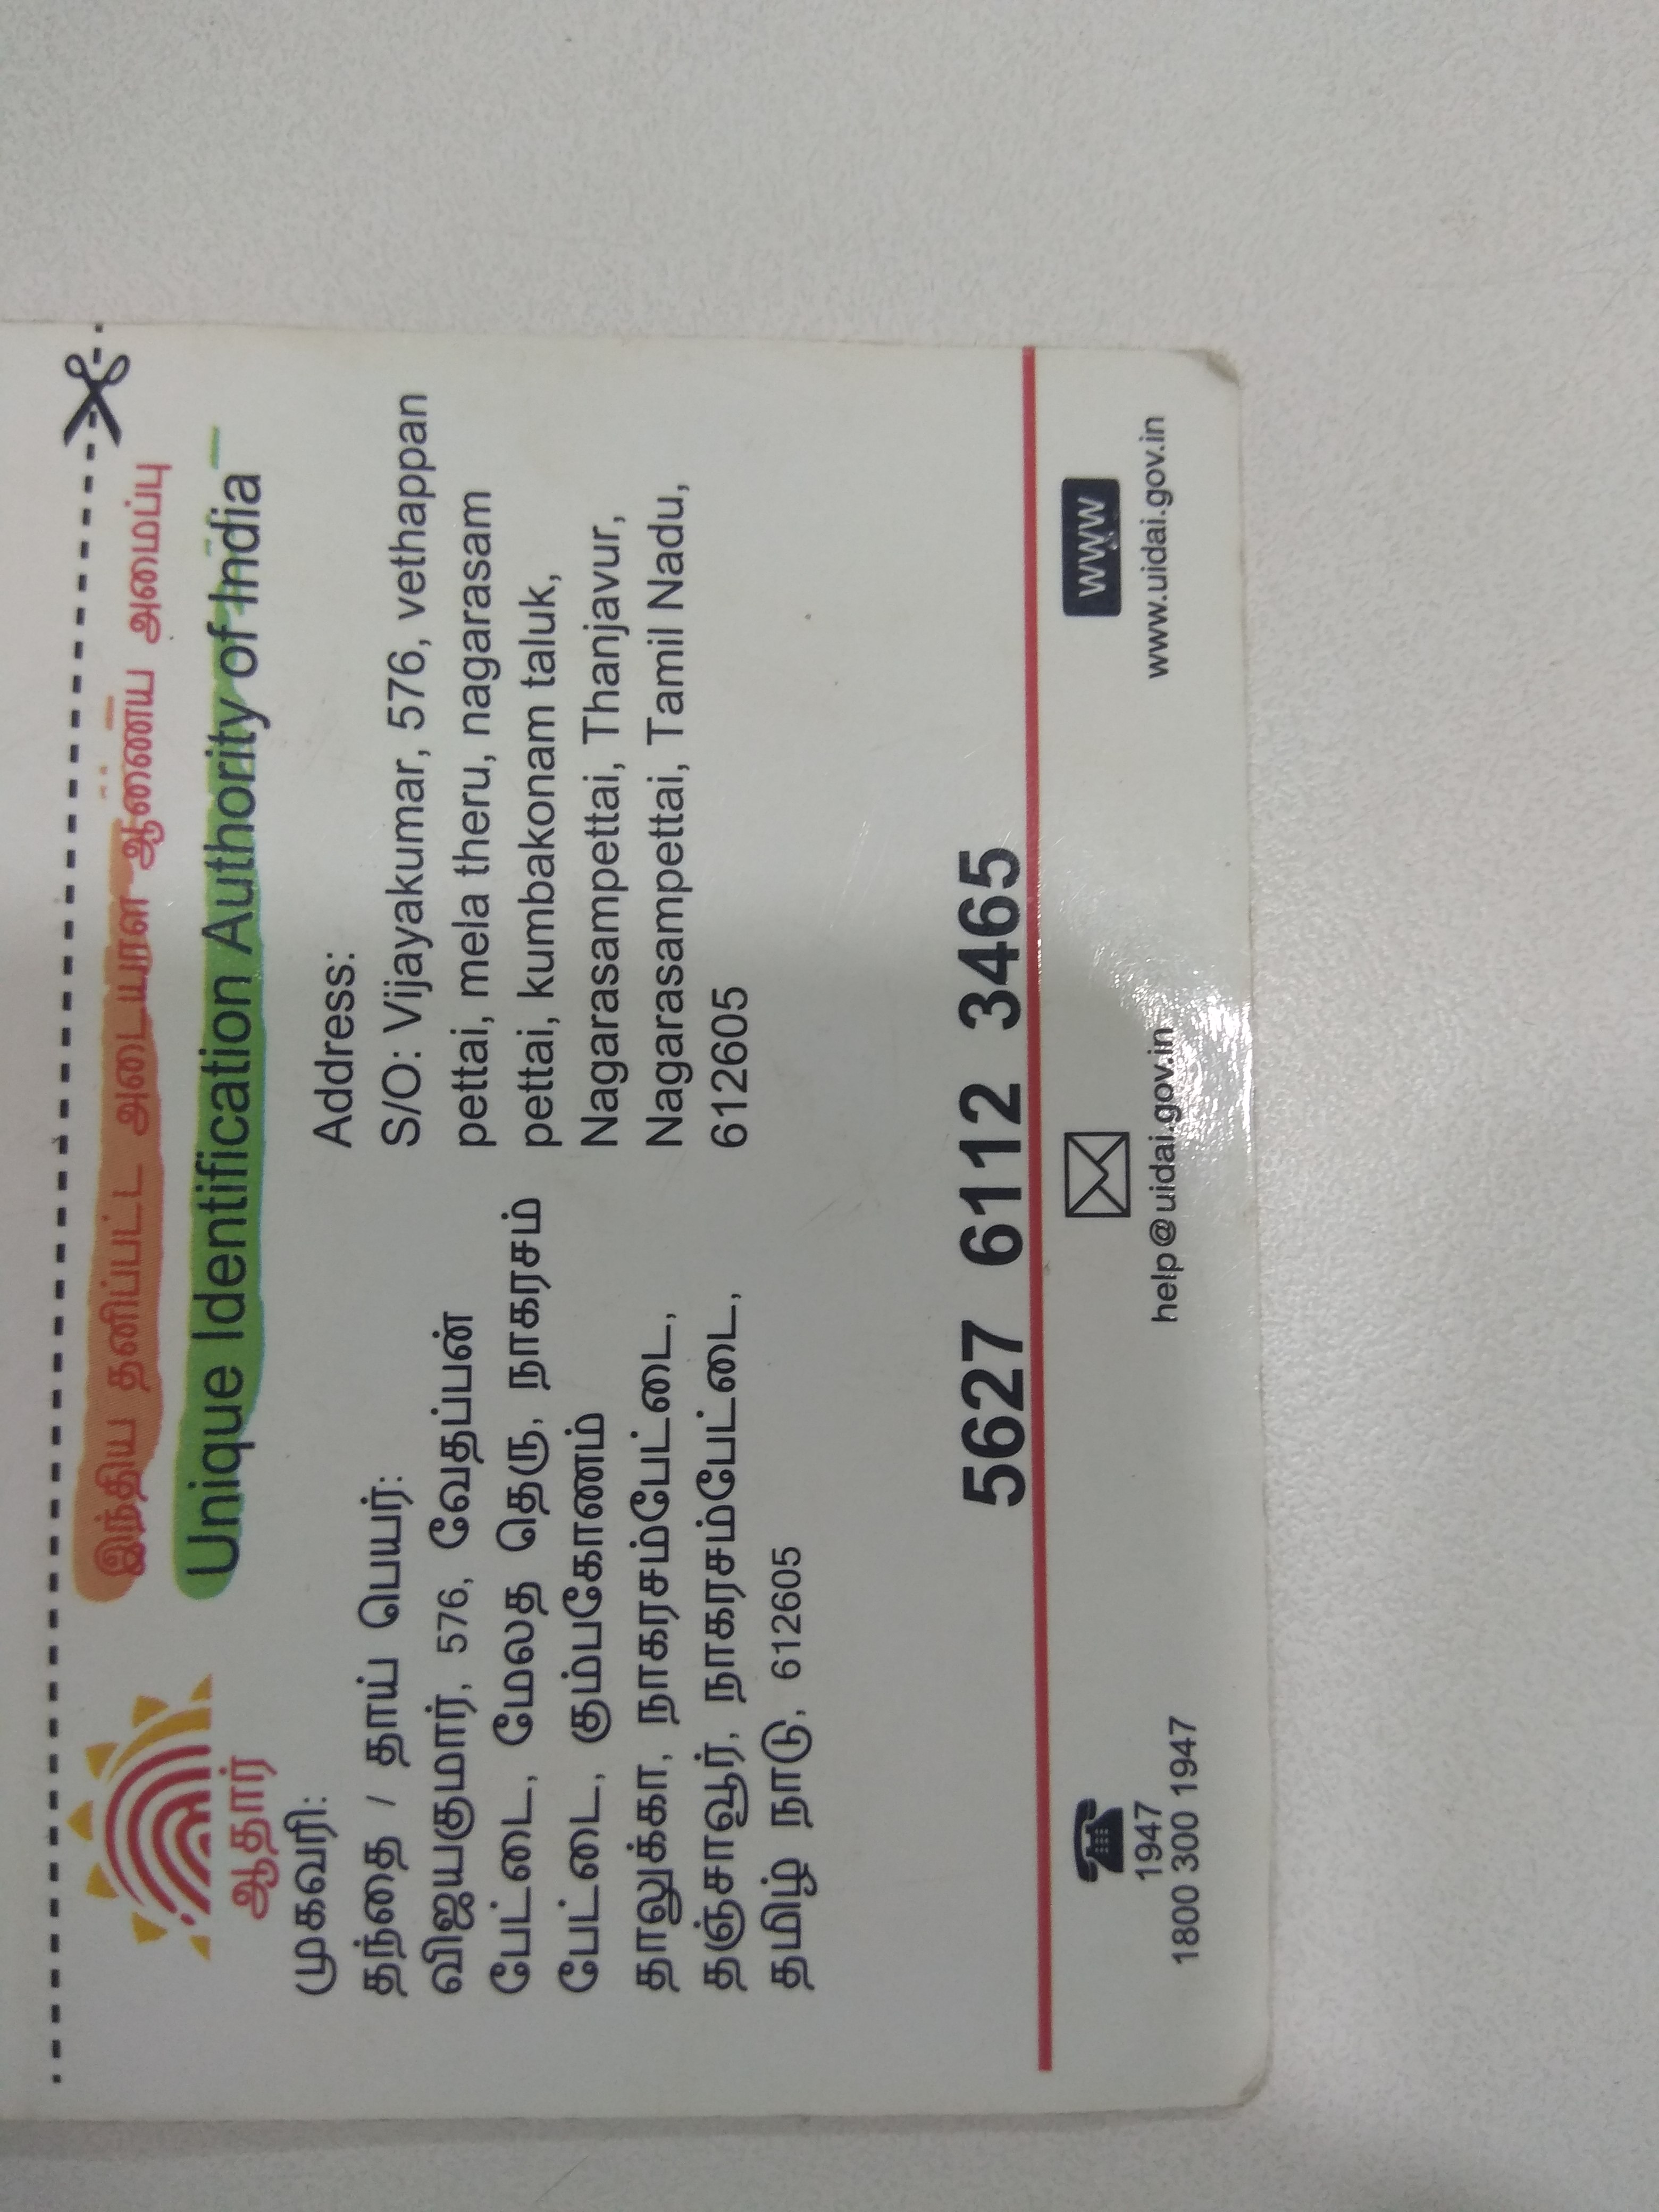 இந்திய தனிப்பட்ட அடையாள ஆணைய அமைப்பு
Unique Identification Authority of India
ஆதார்
முகவரி:
தந்தை / தாய் பெயர்:
விஜயகுமார், 576, வேதப்பன்
பேட்டை, மேலத தெரு, நாகரசம்
பேட்டை, கும்பகோணம்
தாலுக்கா, நாகரசம்பேட்டை,
தஞ்சாவூர், நாகரசம்பேட்டை,
தமிழ் நாடு, 612605
Address:
S/O: Vijayakumar, 576, vethappan
pettai, mela theru, nagarasam
pettai, kumbakonam taluk,
Nagarasampettai, Thanjavur,
Nagarasampettai, Tamil Nadu,
612605
5627 6112 3465
1947
1800 300 1947
help@uidai.gov.in
www
www.uidai.gov.in